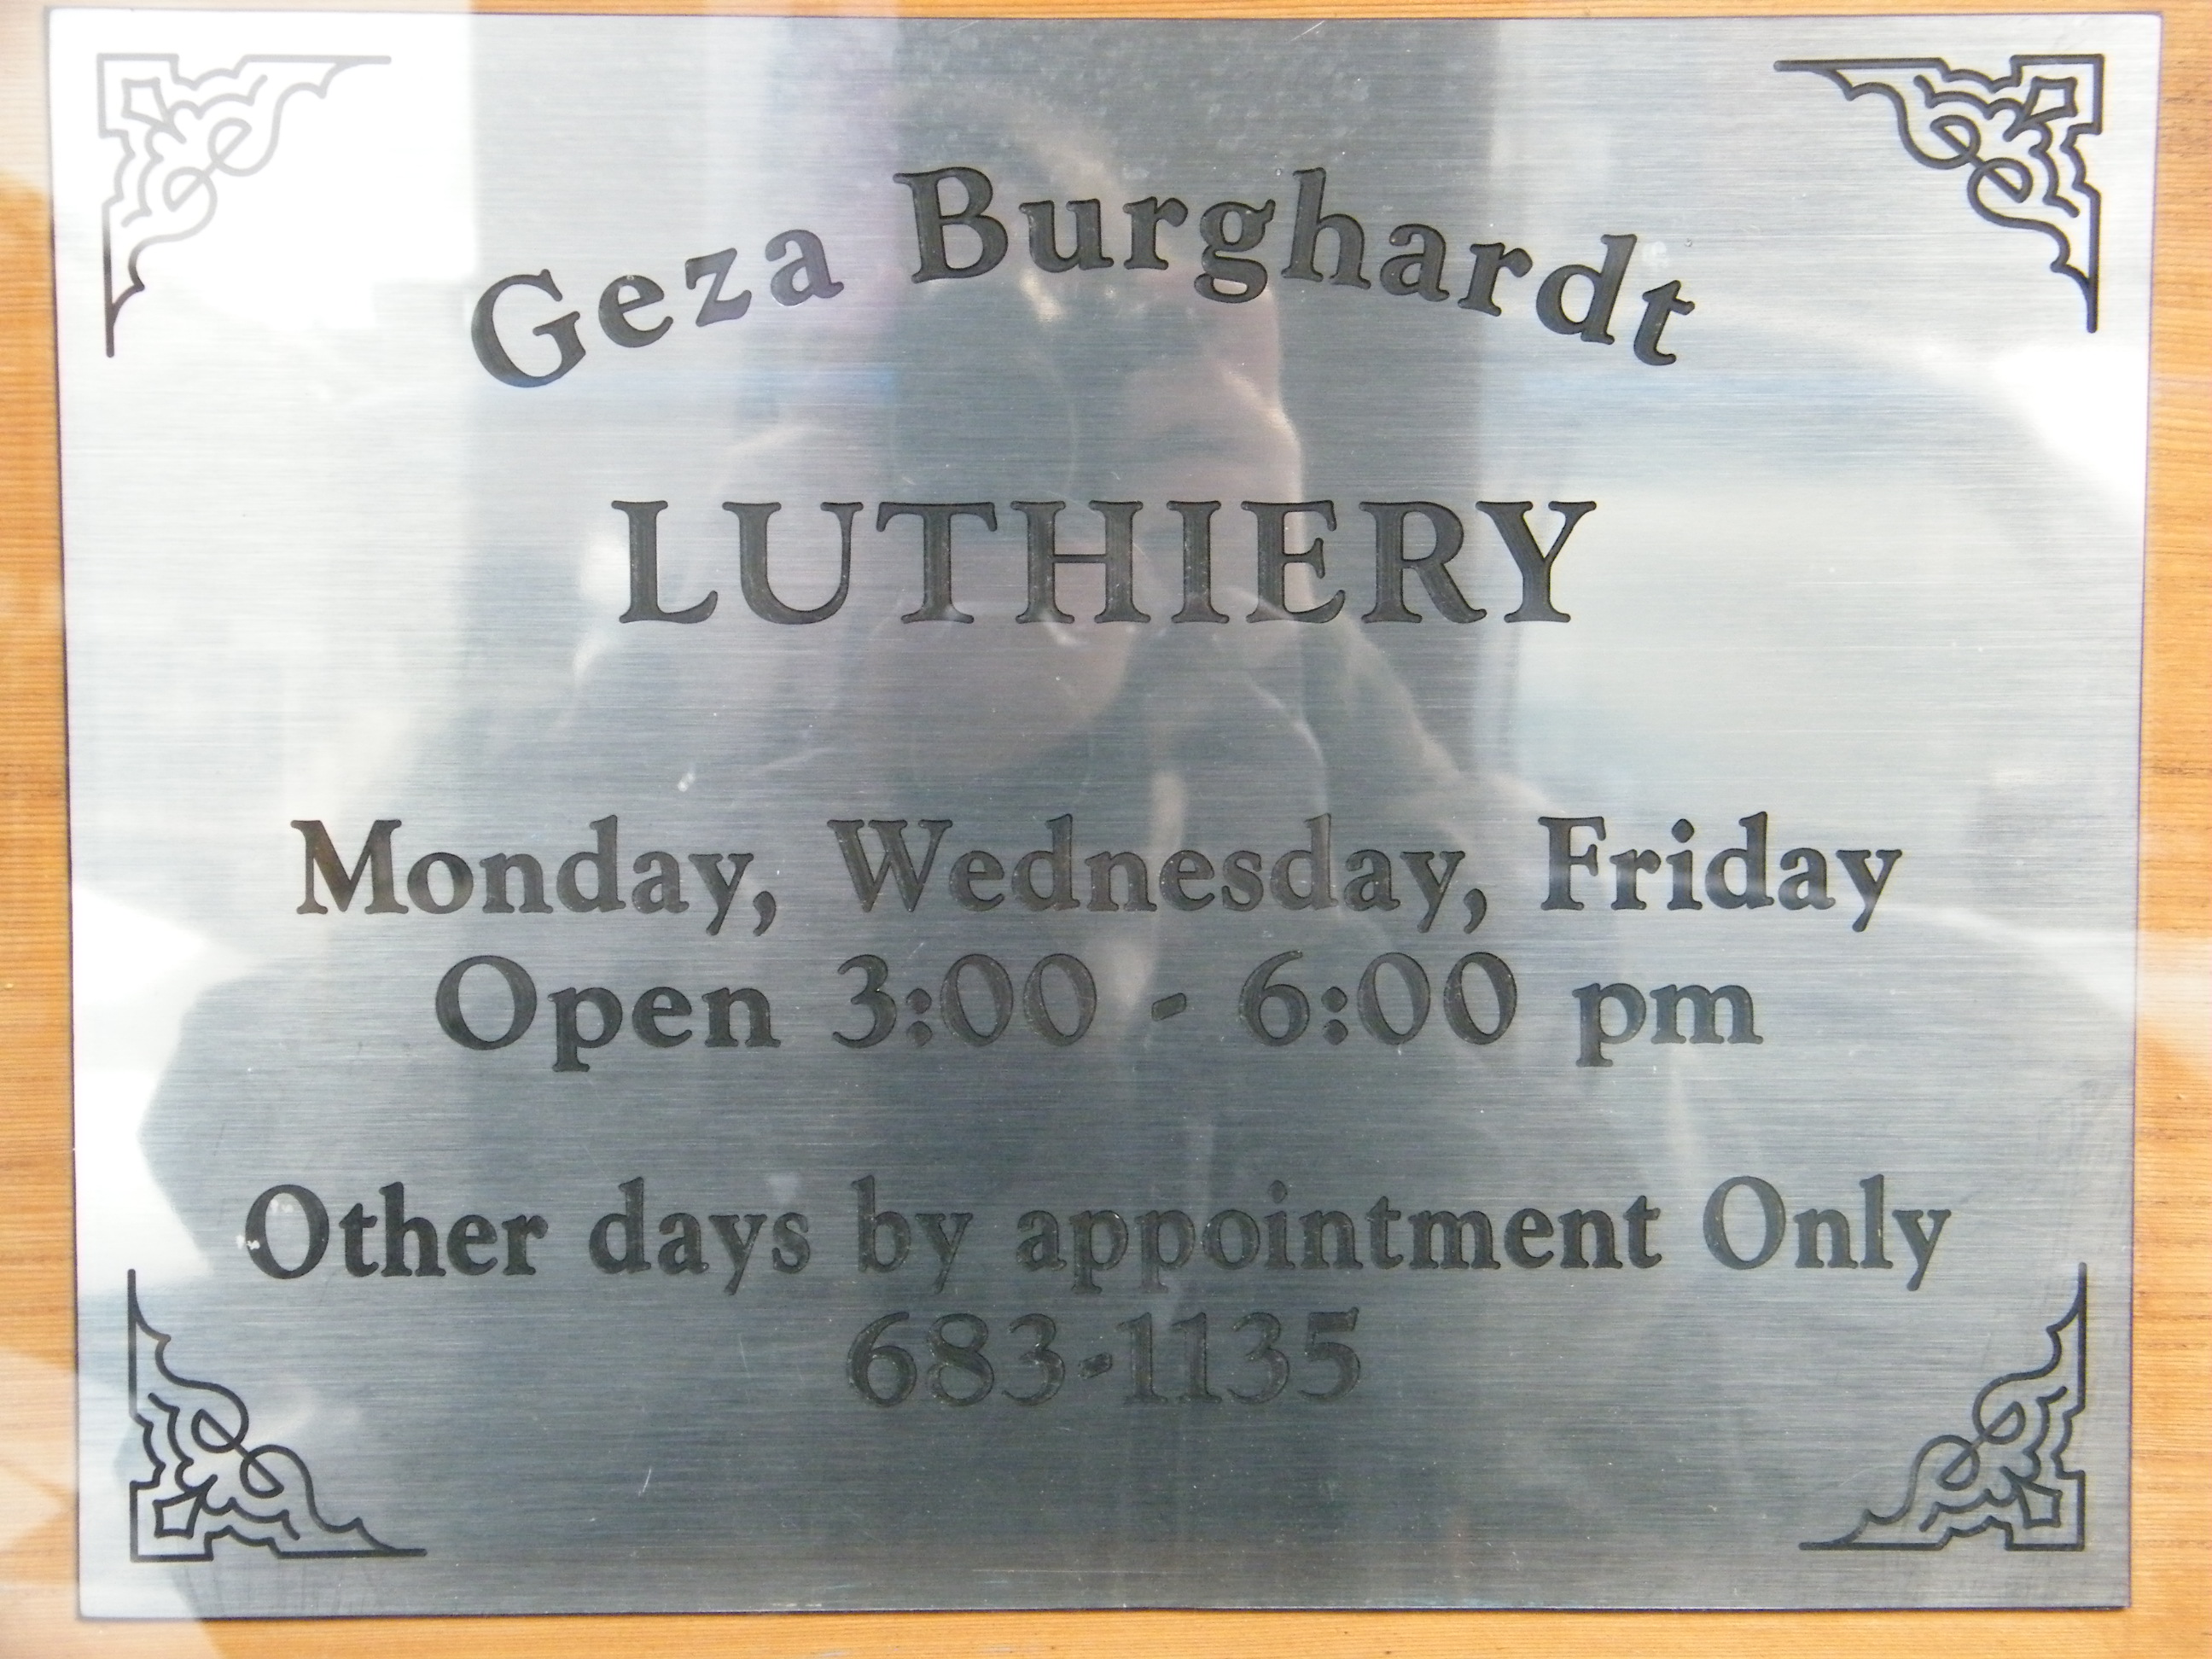 Geza Burghardt
LUTHIERY
Monday, Wednesday, Friday
Open 3:00 - 6:00 pm
Other days by appointment Only
683-1135